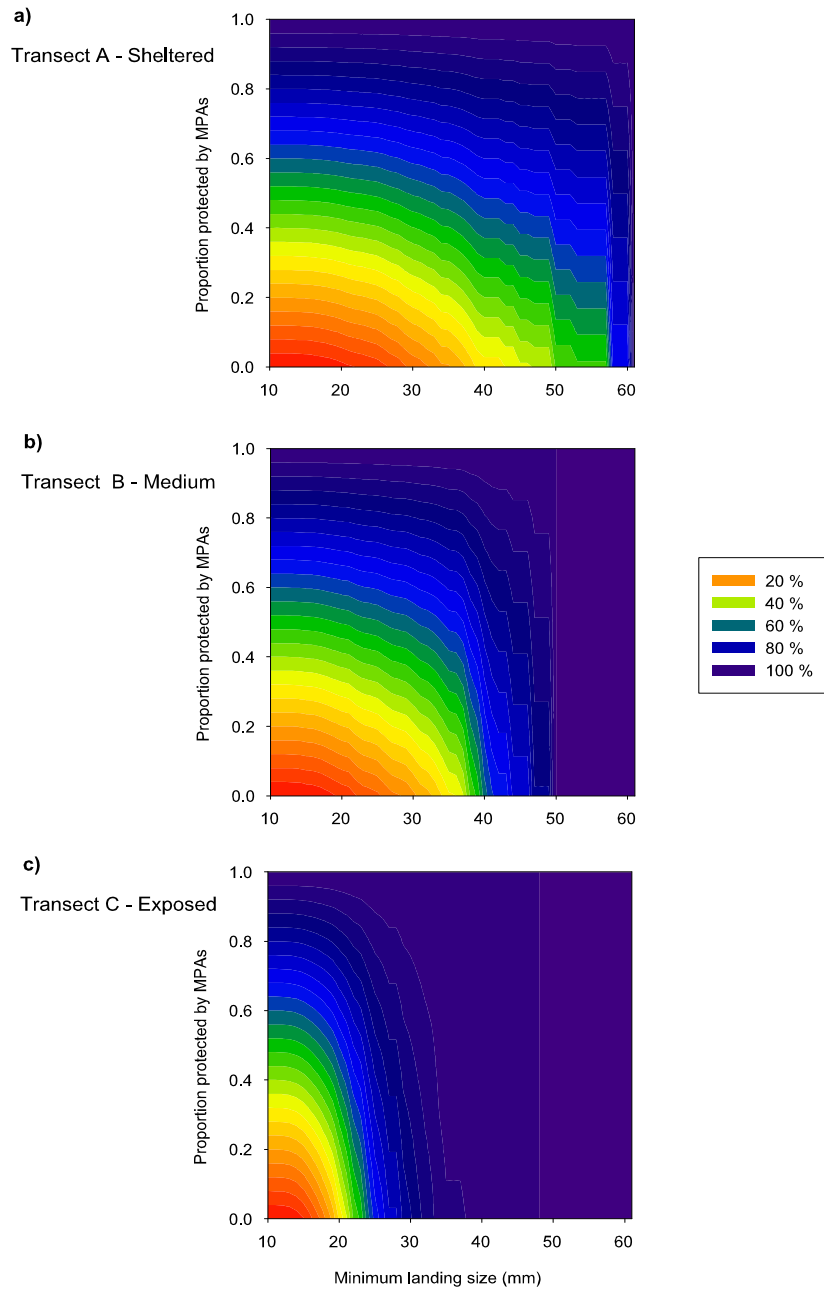 a)
Transect A - Sheltered
Proportion protected by MPAs
1.0
0.8
0.6
0.4
0.2
0.0
10 20 30 40 50 60
b)
Transect B - Medium
Proportion protected by MPAs
1.0
0.8
0.6
0.4
0.2
0.0
10 20 30 40 50 60
20 %
40 %
60 %
80 %
100 %
c)
Transect C - Exposed
Proportion protected by MPAs
1.0
0.8
0.6
0.4
0.2
0.0
10 20 30 40 50 60
Minimum landing size (mm)